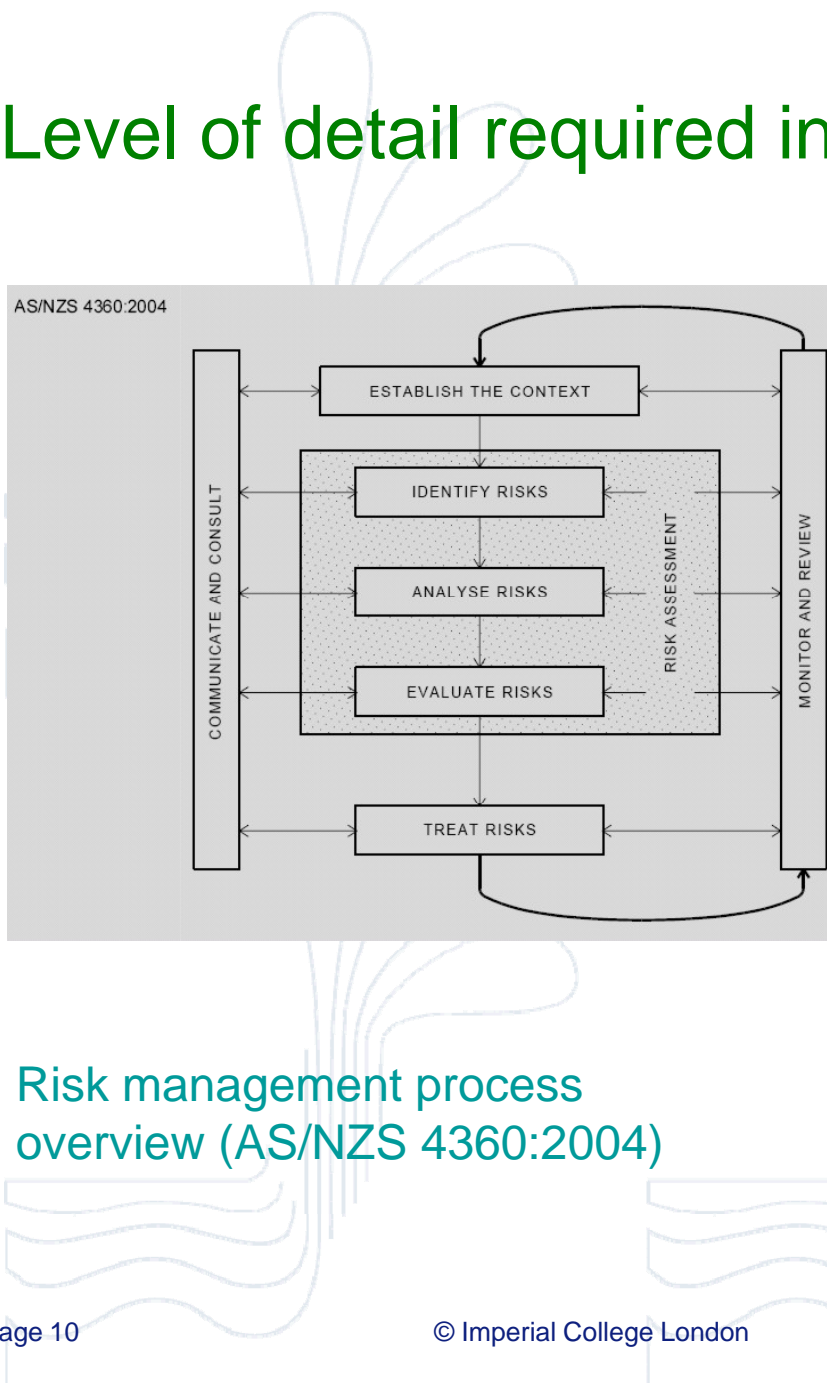 Level of detail required in
AS/NZS 4360:2004
ESTABLISH THE CONTEXT
IDENTIFY RISKS
ANALYSE RISKS
EVALUATE RISKS
TREAT RISKS
COMMUNICATE AND CONSULT
RISK ASSESSMENT
MONITOR AND REVIEW
Risk management process
overview (AS/NZS 4360:2004)
age 10
© Imperial College London